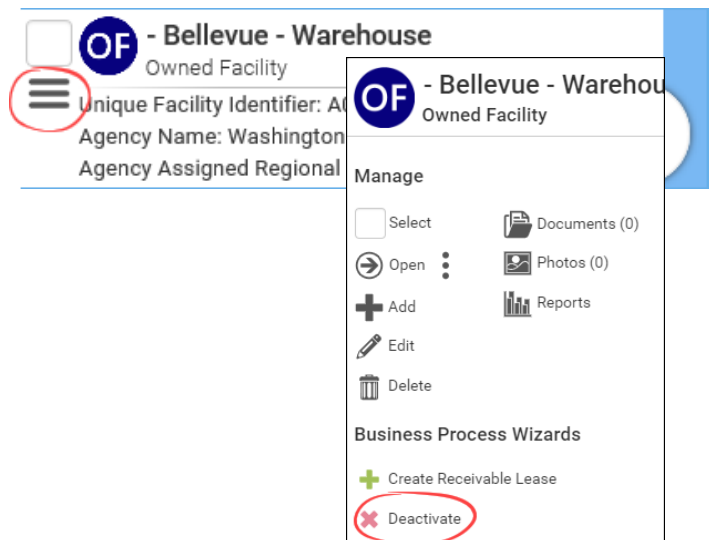 OF - Bellevue - Warehouse
Owned Facility
Unique Facility Identifier:
Agency Name: Washington
Agency Assigned Regional
OF - Bellevue -
Owned Facility
Manage
Select
Documents (0)
Open
Photos (0)
Add
Reports
Edit
Delete
Business Process Wizards
Create Receivable Lease
Deactivate